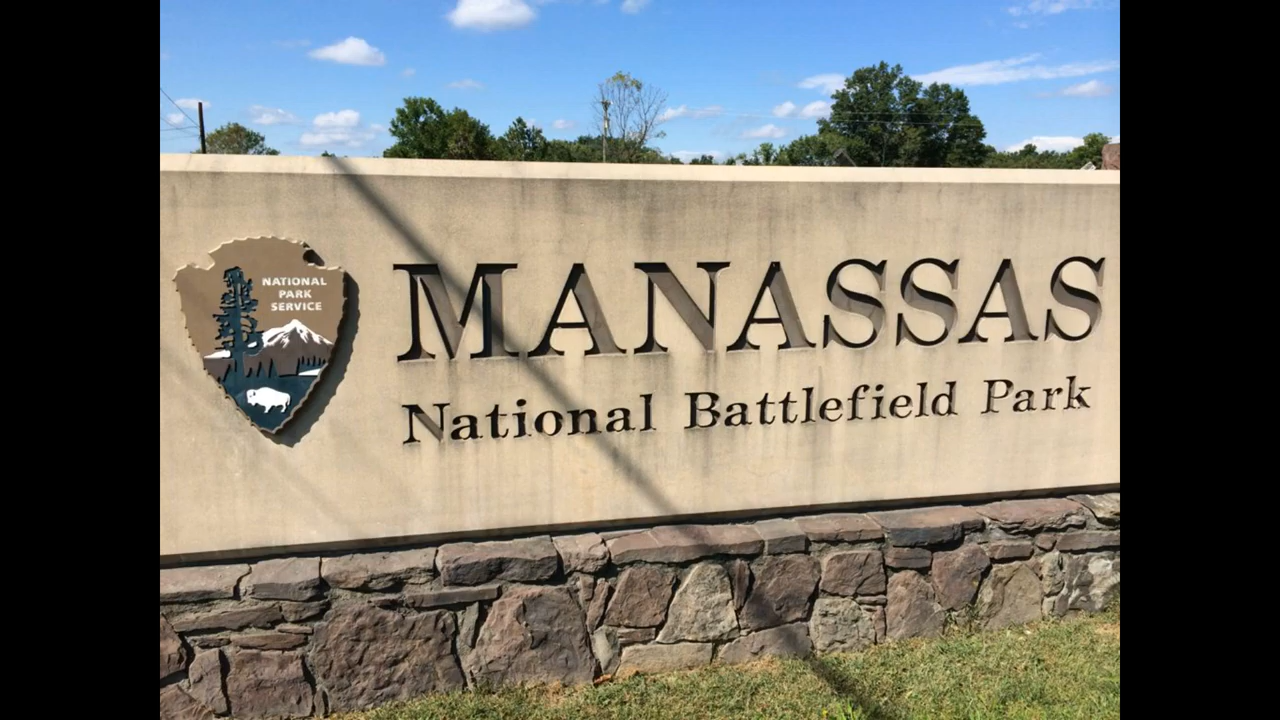 NATIONAL
PARK
SERVICE
MANASSAS
National Battlefield Park